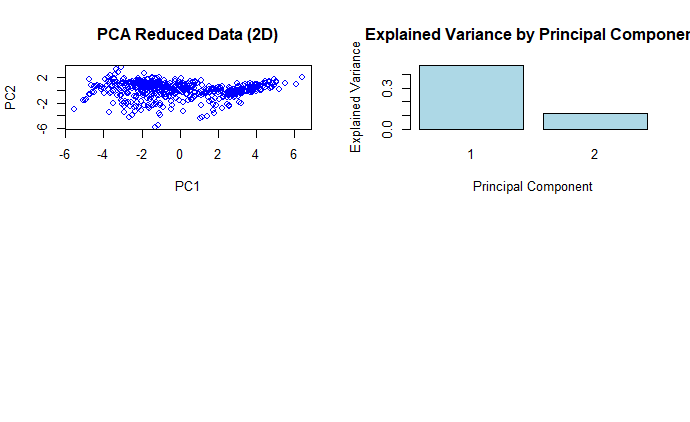 PCA Reduced Data (2D)
PC2
2
-2
-6
-6 -4 -2 0 2 4 6
PC1
Explained Variance by Principal Componen
Explained Variance
0.3
0.0
1 2
Principal Component